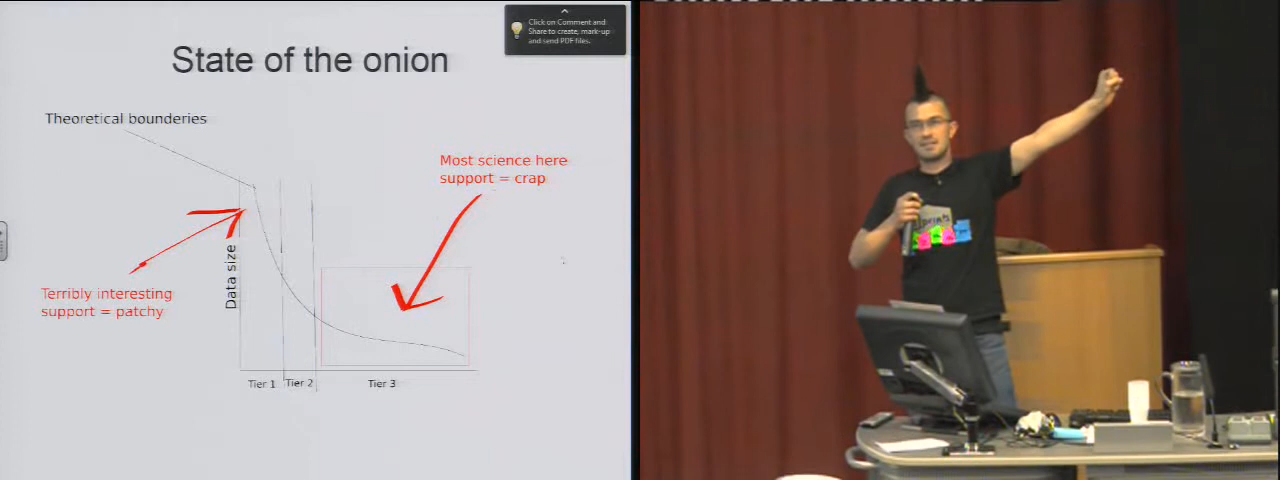 State of the onion
Click on Comment and
Share to create, mark-up
and send PDF files.
Theoretical bounderies
Most science here
support = crap
Terribly interesting
support = patchy
Data size
Tier 1
Tier 2
Tier 3